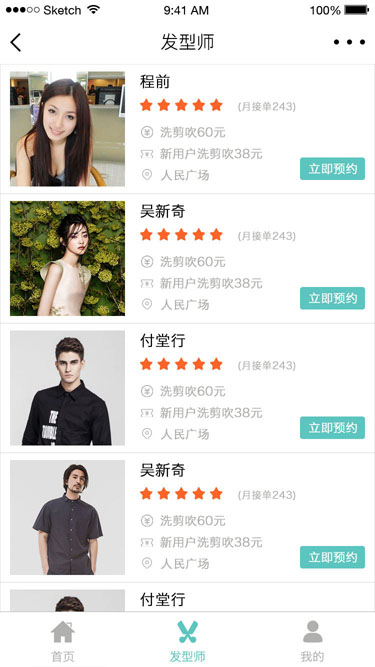 Sketch 9:41 AM 100%
发型师
程前
(月接单243)
洗剪吹60元
新用户洗剪吹38元
人民广场
立即预约
吴新奇
(月接单243)
洗剪吹60元
新用户洗剪吹38元
人民广场
立即预约
付堂行
(月接单243)
洗剪吹60元
新用户洗剪吹38元
人民广场
立即预约
吴新奇
(月接单243)
洗剪吹60元
新用户洗剪吹38元
人民广场
立即预约
付堂行
首页 发型师 我的